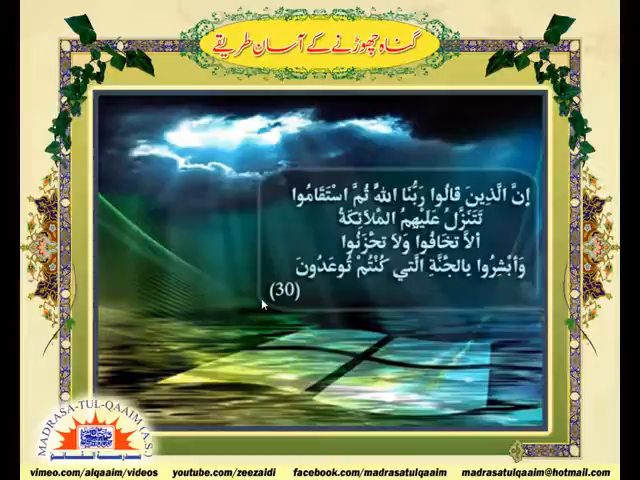 گناہ چھوڑنے کے آسان طریقے
إِنَّ الَّذِينَ قَالُوا رَبُّنَا اللَّهُ ثُمَّ اسْتَقَامُوا
تَتَنَزَّلُ عَلَيْهِمُ الْمَلَائِكَةُ
أَلَّا تَخَافُوا وَلَا تَحْزَنُوا
وَأَبْشِرُوا بِالْجَنَّةِ الَّتِي كُنْتُمْ تُوعَدُونَ
(30)
MADRASA-TUL-QAAIM (A.S.)
مدرسة القائم
vimeo.com/alqaaim/videos youtube.com/zeezaidi facebook.com/madrasatulqaaim madrasatulqaaim@hotmail.com